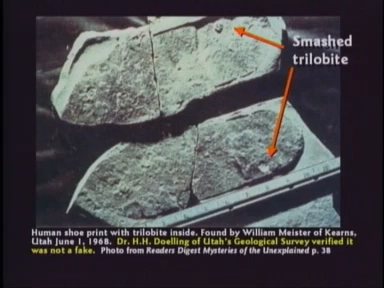 Smashed
trilobite
Human shoe print with trilobite inside. Found by William Meister of Kearns,
Utah June 1, 1968. Dr. H.H. Doelling of Utah's Geological Survey verified it
was not a fake. Photo from Readers Digest Mysteries of the Unexplained p. 38